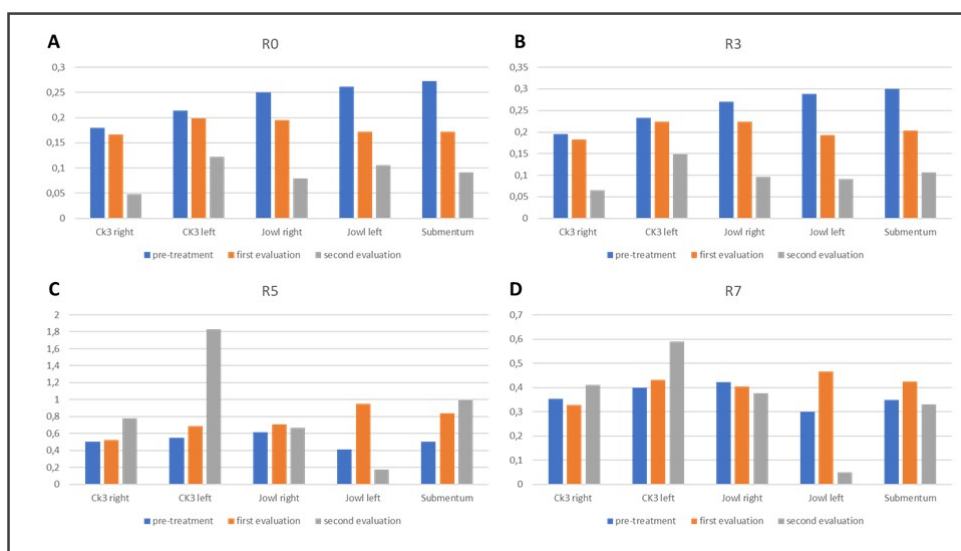 A
R0
0,3
0,25
0,2
0,15
0,1
0,05
0
Ck3 right CK3 left Jowl right Jowl left Submentum
pre-treatment first evaluation second evaluation
B
R3
0,35
0,3
0,25
0,2
0,15
0,1
0,05
0
Ck3 right CK3 left Jowl right Jowl left Submentum
pre-treatment first evaluation second evaluation
C
R5
2
1,8
1,6
1,4
1,2
1
0,8
0,6
0,4
0,2
0
Ck3 right CK3 left Jowl right Jowl left Submentum
pre-treatment first evaluation second evaluation
D
R7
0,7
0,6
0,5
0,4
0,3
0,2
0,1
0
Ck3 right CK3 left Jowl right Jowl left Submentum
pre-treatment first evaluation second evaluation